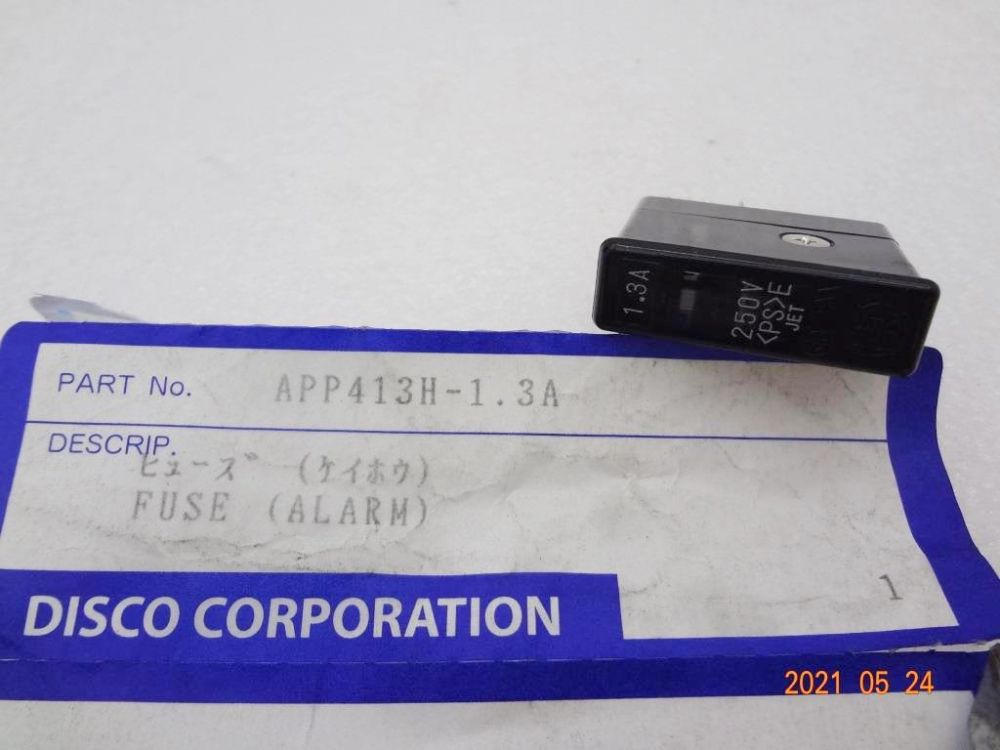 1.3A
250V
<PS>E
JET
PART No. APP413H-1.3A
DESCRIP.
ヒューズ (ケイホウ)
FUSE (ALARM)
1
DISCO CORPORATION
2021 05 24